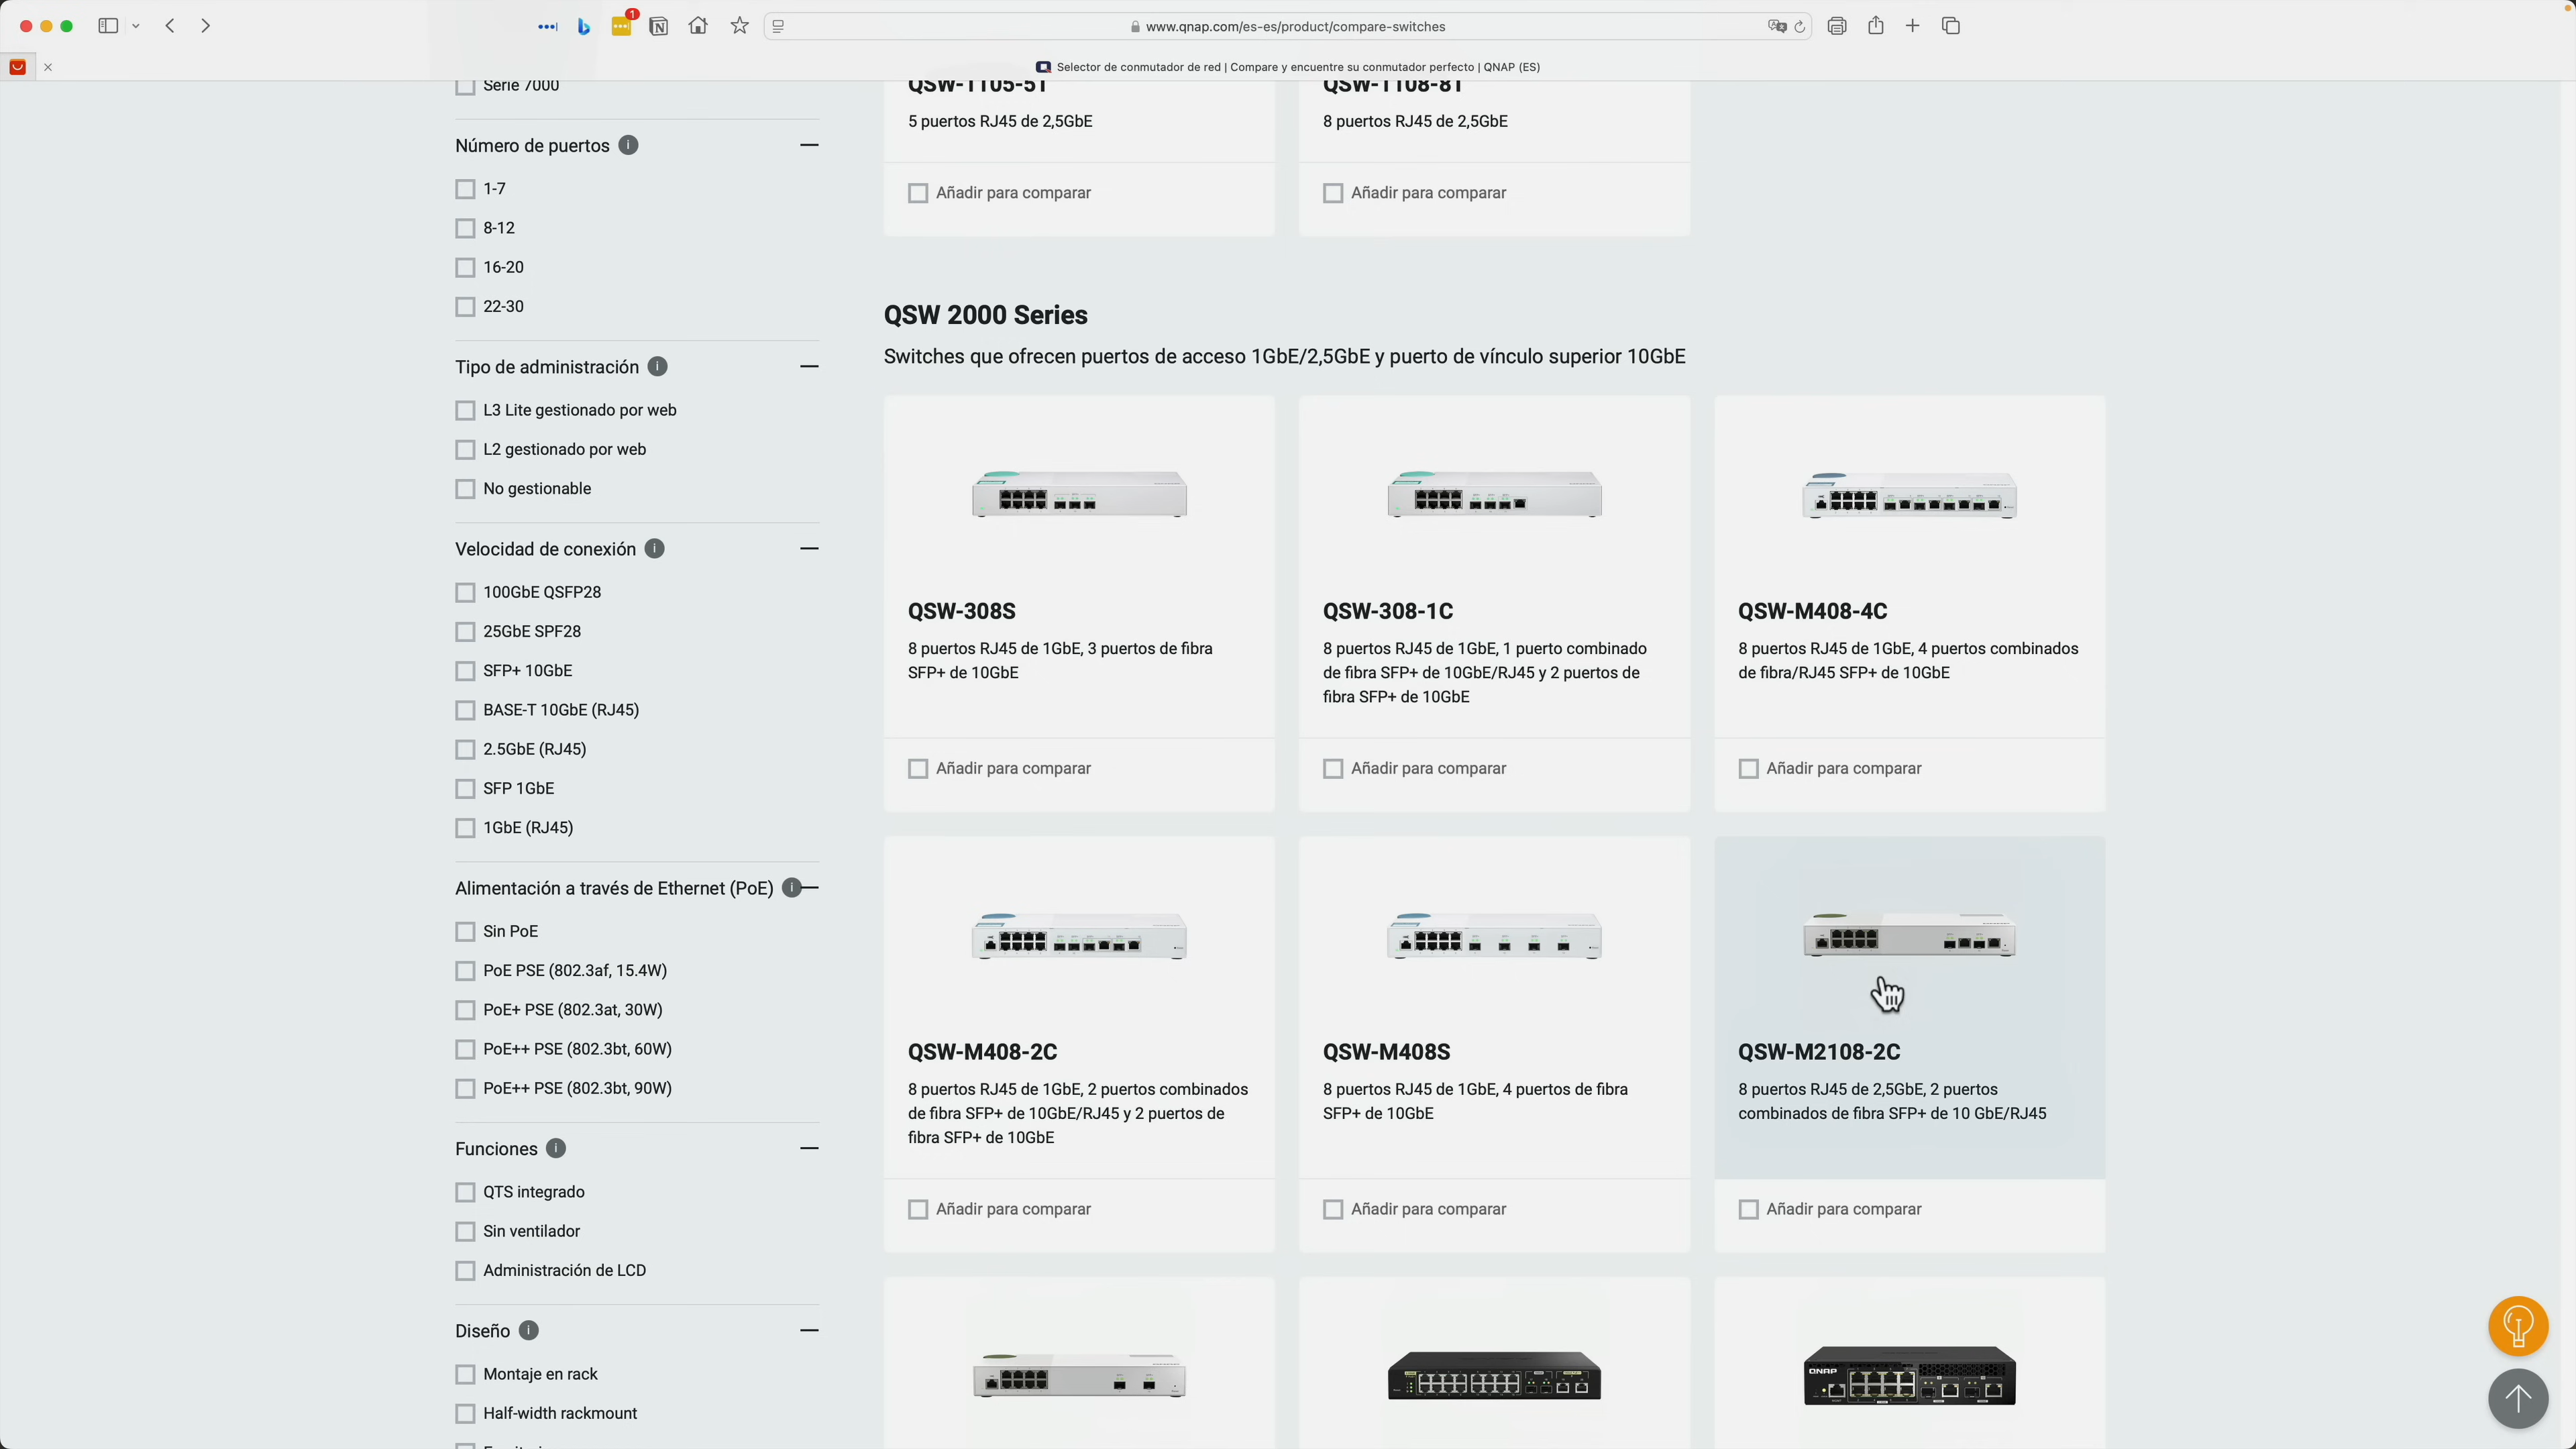 1
www.qnap.com/es-es/product/compare-switches
Selector de conmutador de red | Compare y encuentre su conmutador perfecto | QNAP (ES)
Serie 7000
Número de puertos
1-7
8-12
16-20
22-30
Tipo de administración
L3 Lite gestionado por web
L2 gestionado por web
No gestionable
Velocidad de conexión
100GbE QSFP28
25GbE SPF28
SFP+ 10GbE
BASE-T 10GbE (RJ45)
2.5GbE (RJ45)
SFP 1GbE
1GbE (RJ45)
Alimentación a través de Ethernet (PoE)
Sin PoE
PoE PSE (802.3af, 15.4W)
PoE+ PSE (802.3at, 30W)
PoE++ PSE (802.3bt, 60W)
PoE++ PSE (802.3bt, 90W)
Funciones
QTS integrado
Sin ventilador
Administración de LCD
Diseño
Montaje en rack
Half-width rackmount
QSW-1105-5T
5 puertos RJ45 de 2,5GbE
Añadir para comparar
QSW-1108-8T
8 puertos RJ45 de 2,5GbE
Añadir para comparar
QSW 2000 Series
Switches que ofrecen puertos de acceso 1GbE/2,5GbE y puerto de vínculo superior 10GbE
QSW-308S
8 puertos RJ45 de 1GbE, 3 puertos de fibra
SFP+ de 10GbE
Añadir para comparar
QSW-308-1C
8 puertos RJ45 de 1GbE, 1 puerto combinado
de fibra SFP+ de 10GbE/RJ45 y 2 puertos de
fibra SFP+ de 10GbE
Añadir para comparar
QSW-M408-4C
8 puertos RJ45 de 1GbE, 4 puertos combinados
de fibra/RJ45 SFP+ de 10GbE
Añadir para comparar
QSW-M408-2C
8 puertos RJ45 de 1GbE, 2 puertos combinados
de fibra SFP+ de 10GbE/RJ45 y 2 puertos de
fibra SFP+ de 10GbE
Añadir para comparar
QSW-M408S
8 puertos RJ45 de 1GbE, 4 puertos de fibra
SFP+ de 10GbE
Añadir para comparar
QSW-M2108-2C
8 puertos RJ45 de 2,5GbE, 2 puertos
combinados de fibra SFP+ de 10 GbE/RJ45
Añadir para comparar
QNAP